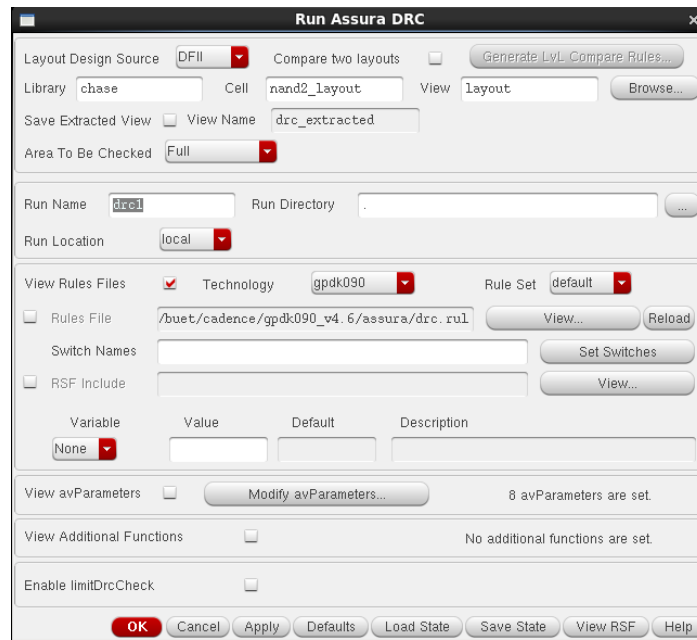 Run Assura DRC
Layout Design Source DFII Compare two layouts Generate LvL Compare Rules...
Library chase Cell nand2_layout View layout Browse...
Save Extracted View View Name drc_extracted
Area To Be Checked Full
Run Name drc1 Run Directory . ...
Run Location local
View Rules Files Technology gpdk090 Rule Set default
Rules File /buet/cadence/gpdk090_v4.6/assura/drc.rul View... Reload
Switch Names Set Switches
RSF Include View...
Variable Value Default Description
None
View avParameters Modify avParameters... 8 avParameters are set.
View Additional Functions No additional functions are set.
Enable limitDrcCheck
OK Cancel Apply Defaults Load State Save State View RSF Help